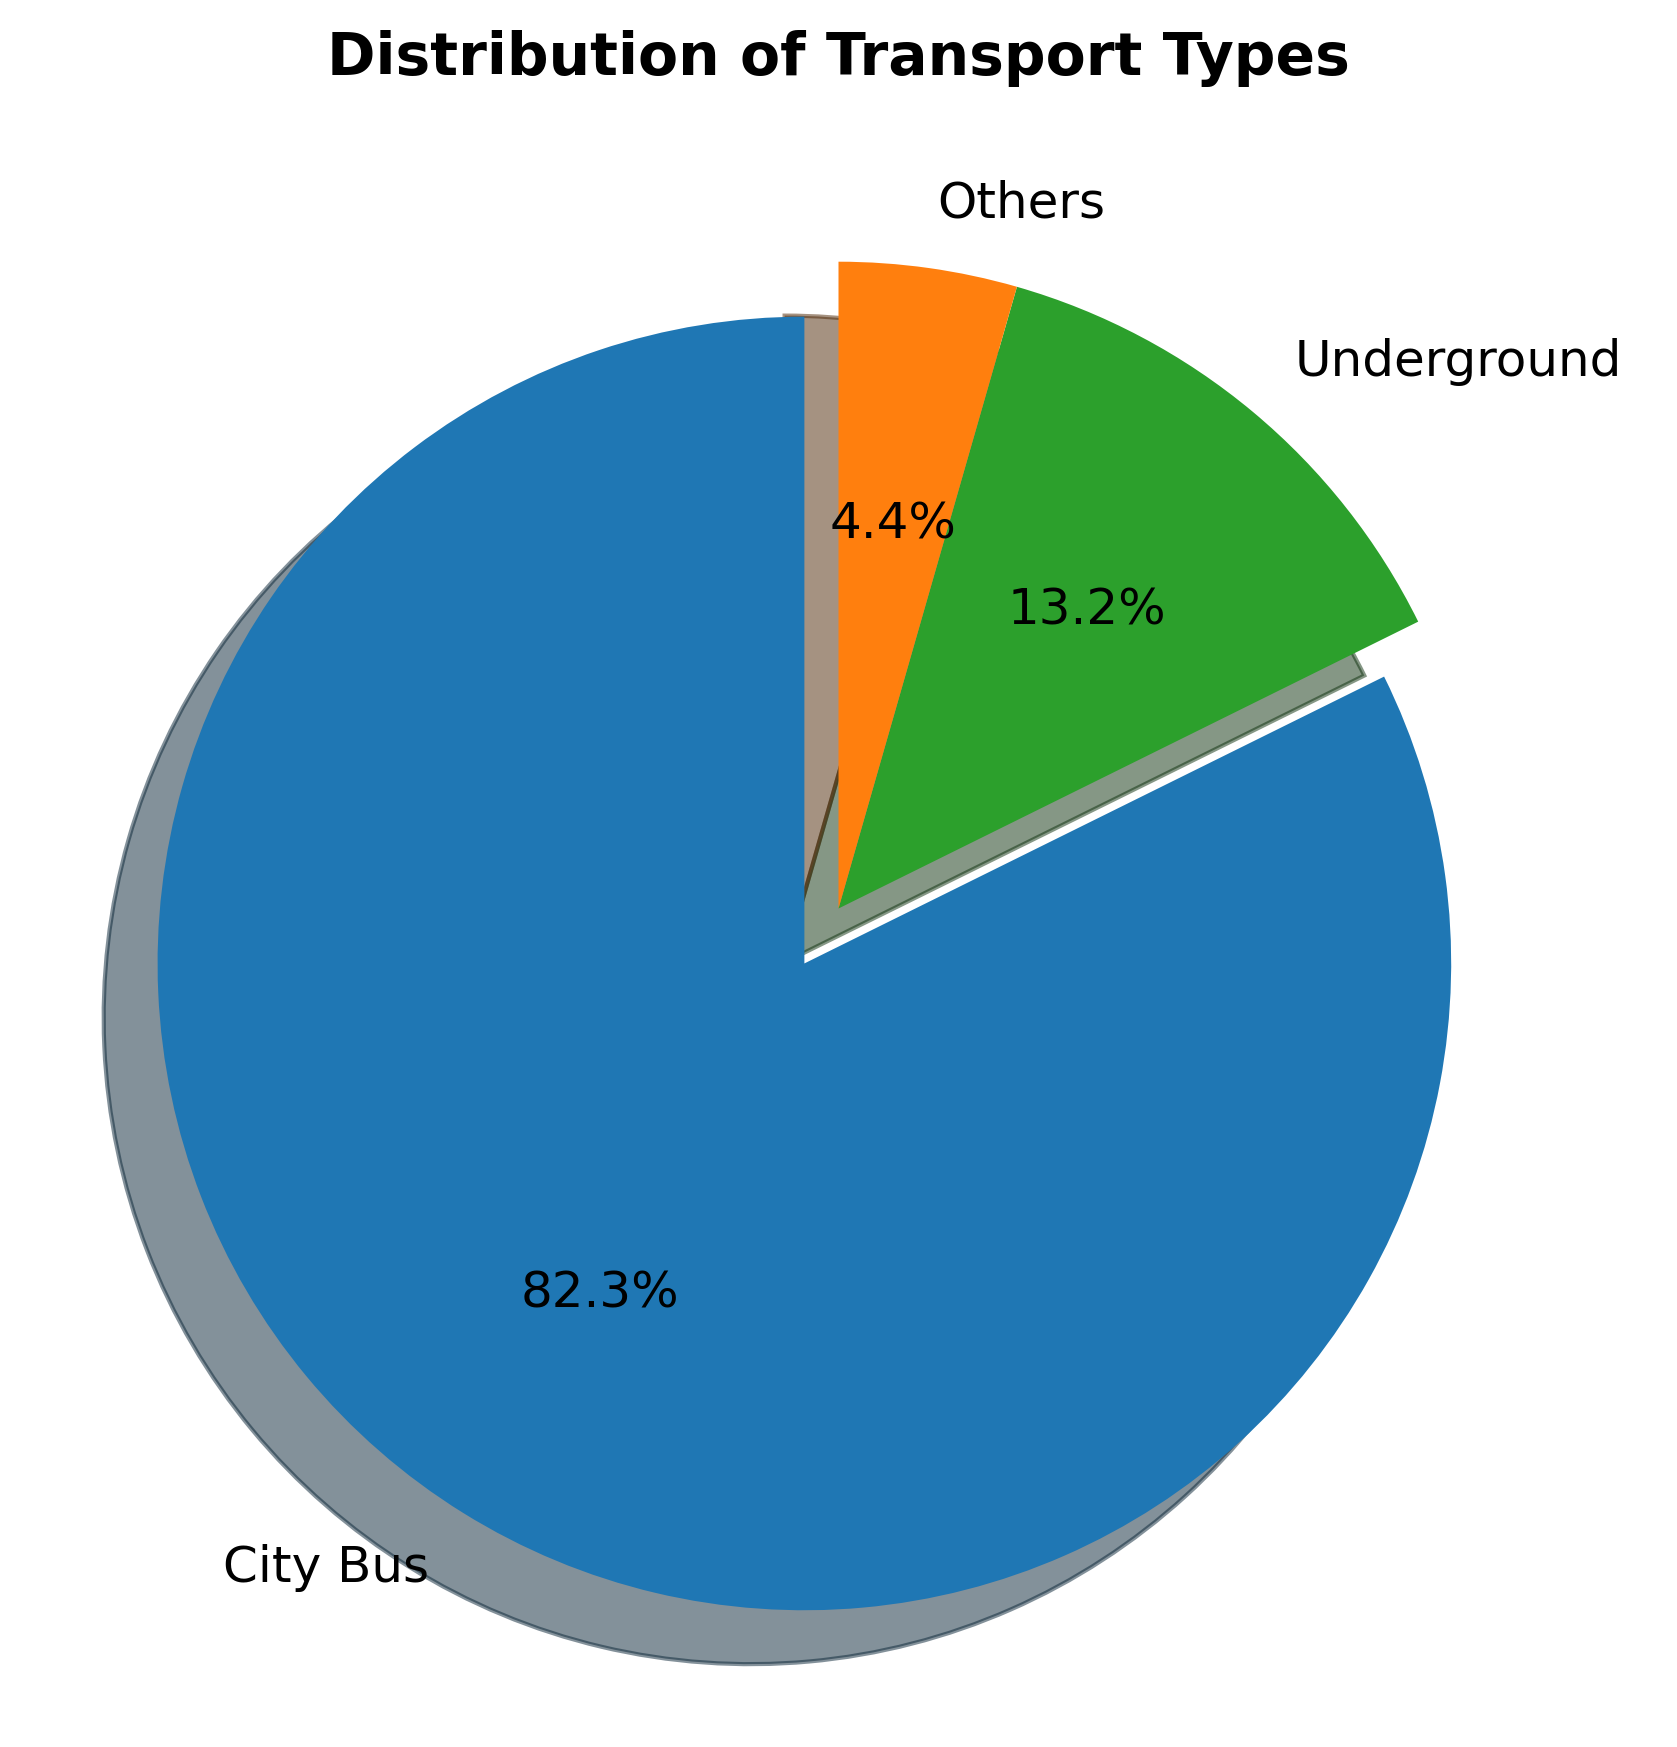 Distribution of Transport Types
Others
Underground
4.4%
13.2%
82.3%
City Bus